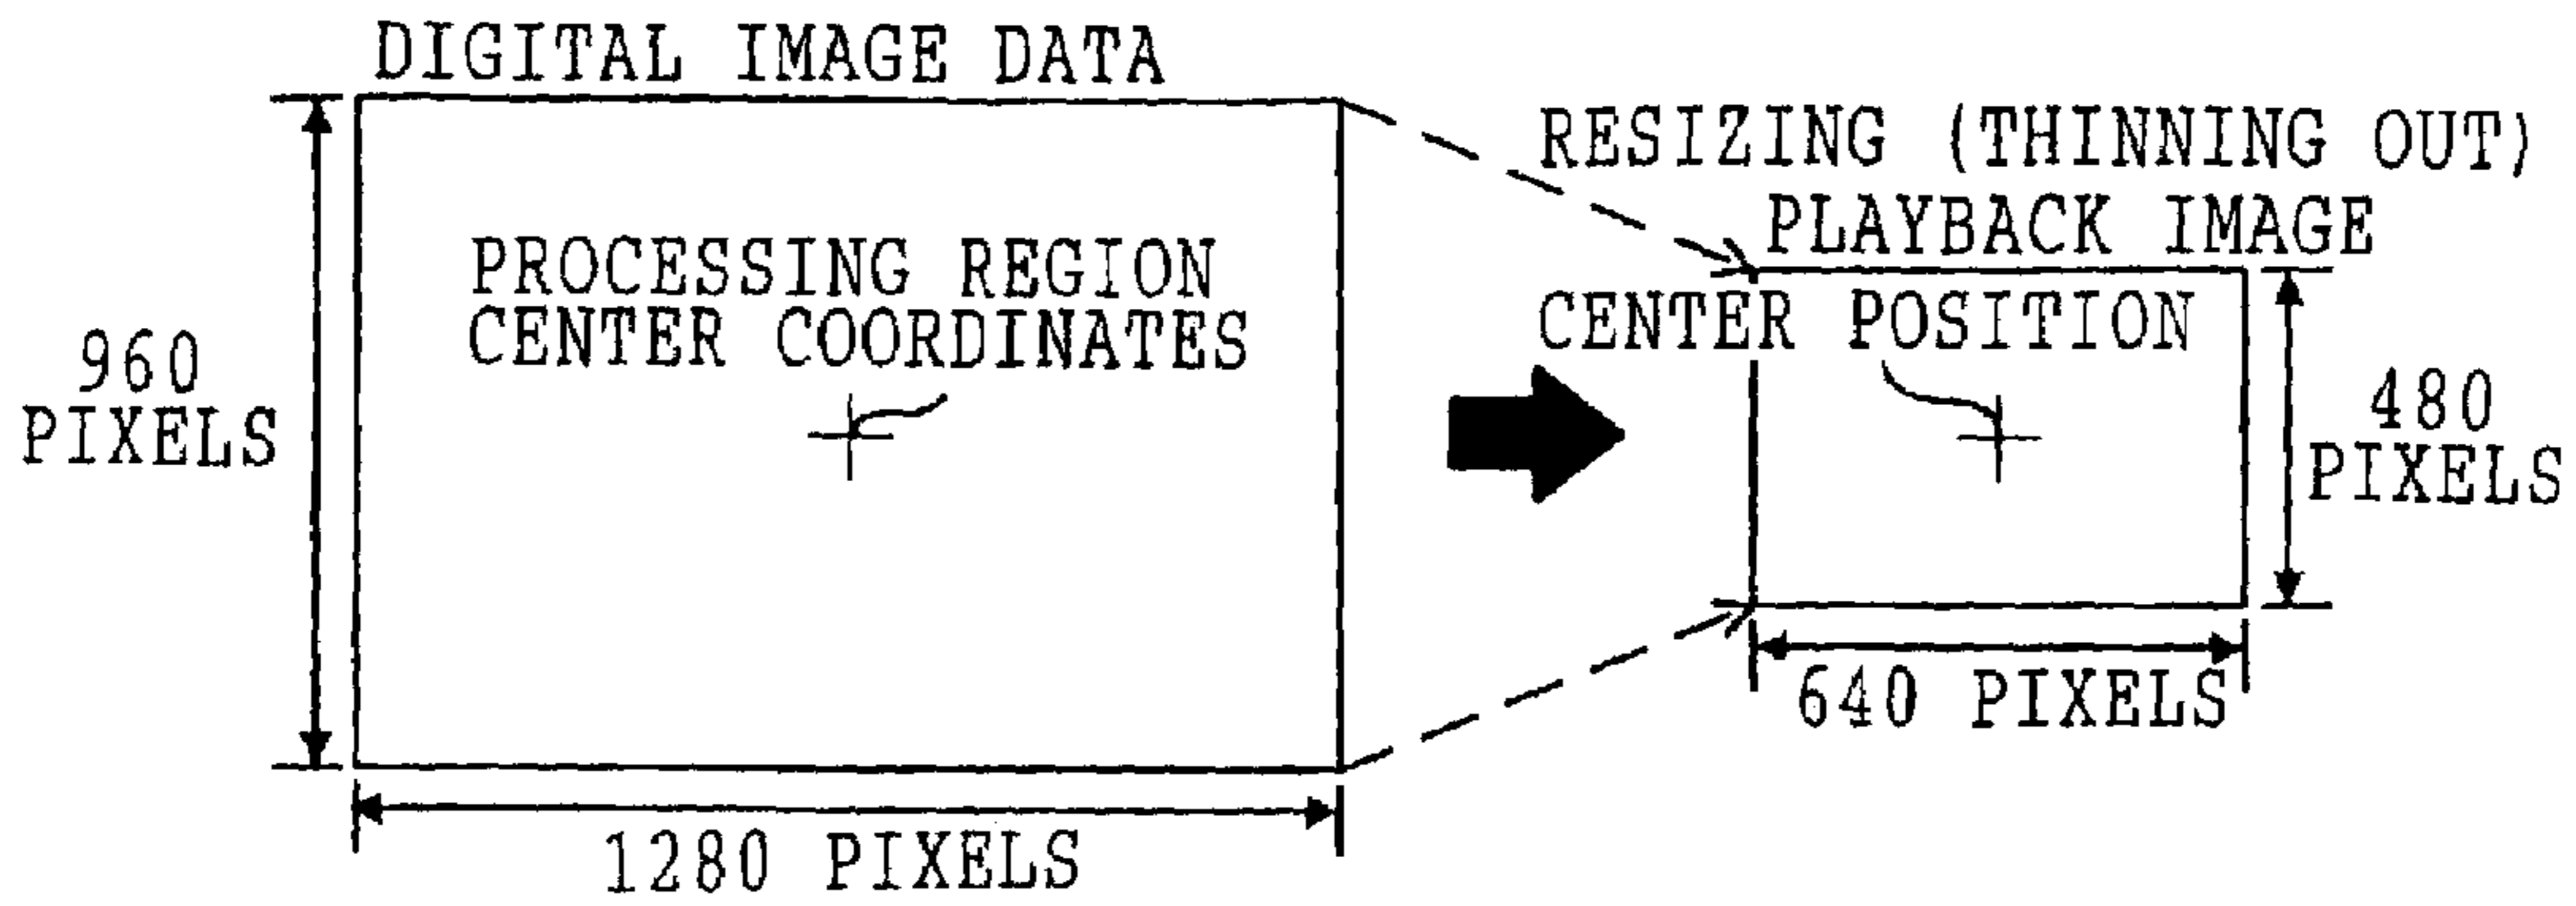 DIGITAL IMAGE DATA
PROCESSING REGION
CENTER COORDINATES
960
PIXELS
1280 PIXELS
RESIZING (THINNING OUT)
PLAYBACK IMAGE
CENTER POSITION
480
PIXELS
640 PIXELS